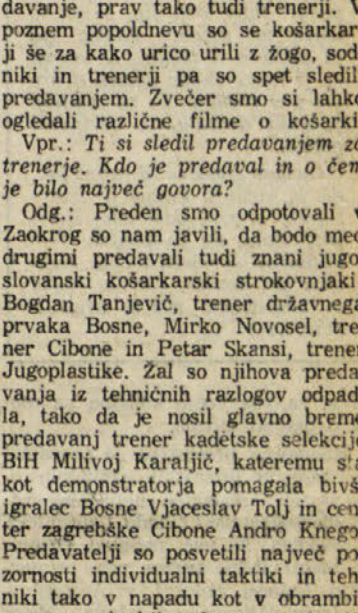 davanje, prav tako tudi trenerji. V
poznem popoldnevu so se košarkar
ji še za kako urico urili z žogo, sod
niki in trenerji pa so spet sledil
predavanjem. Zvečer smo si lahko
ogledali različne filme o košarki
Vpr.: Ti si sledil predavanjem za
trenerje. Kdo je predaval in o čem
je bilo največ govora?
Odg.: Preden smo odpotovali v
Zaokrog so nam javili, da bodo med
drugimi predavali tudi znani jugo
slovanski košarkarski strokovnjaki
Bogdan Tanjevič, trener državnega
prvaka Bosne, Mirko Novosel, tre
ner Cibone in Petar Skansi, trener
Jugoplastike. Žal so njihova preda
vanja iz tehničnih razlogov odpad
la, tako da je nosil glavno breme
predavanj trener kadetske selekcije
BiH Milivoj Karaljič, kateremu sta
kot demonstratorja pomagala bivš
igralec Bosne Vjaceslav Tolj in cen
ter zagrebške Cibone Andro Knego
Predavatelji so posvetili največ po
zornosti individualni taktiki in teh
niki tako v napadu kot v obrambi